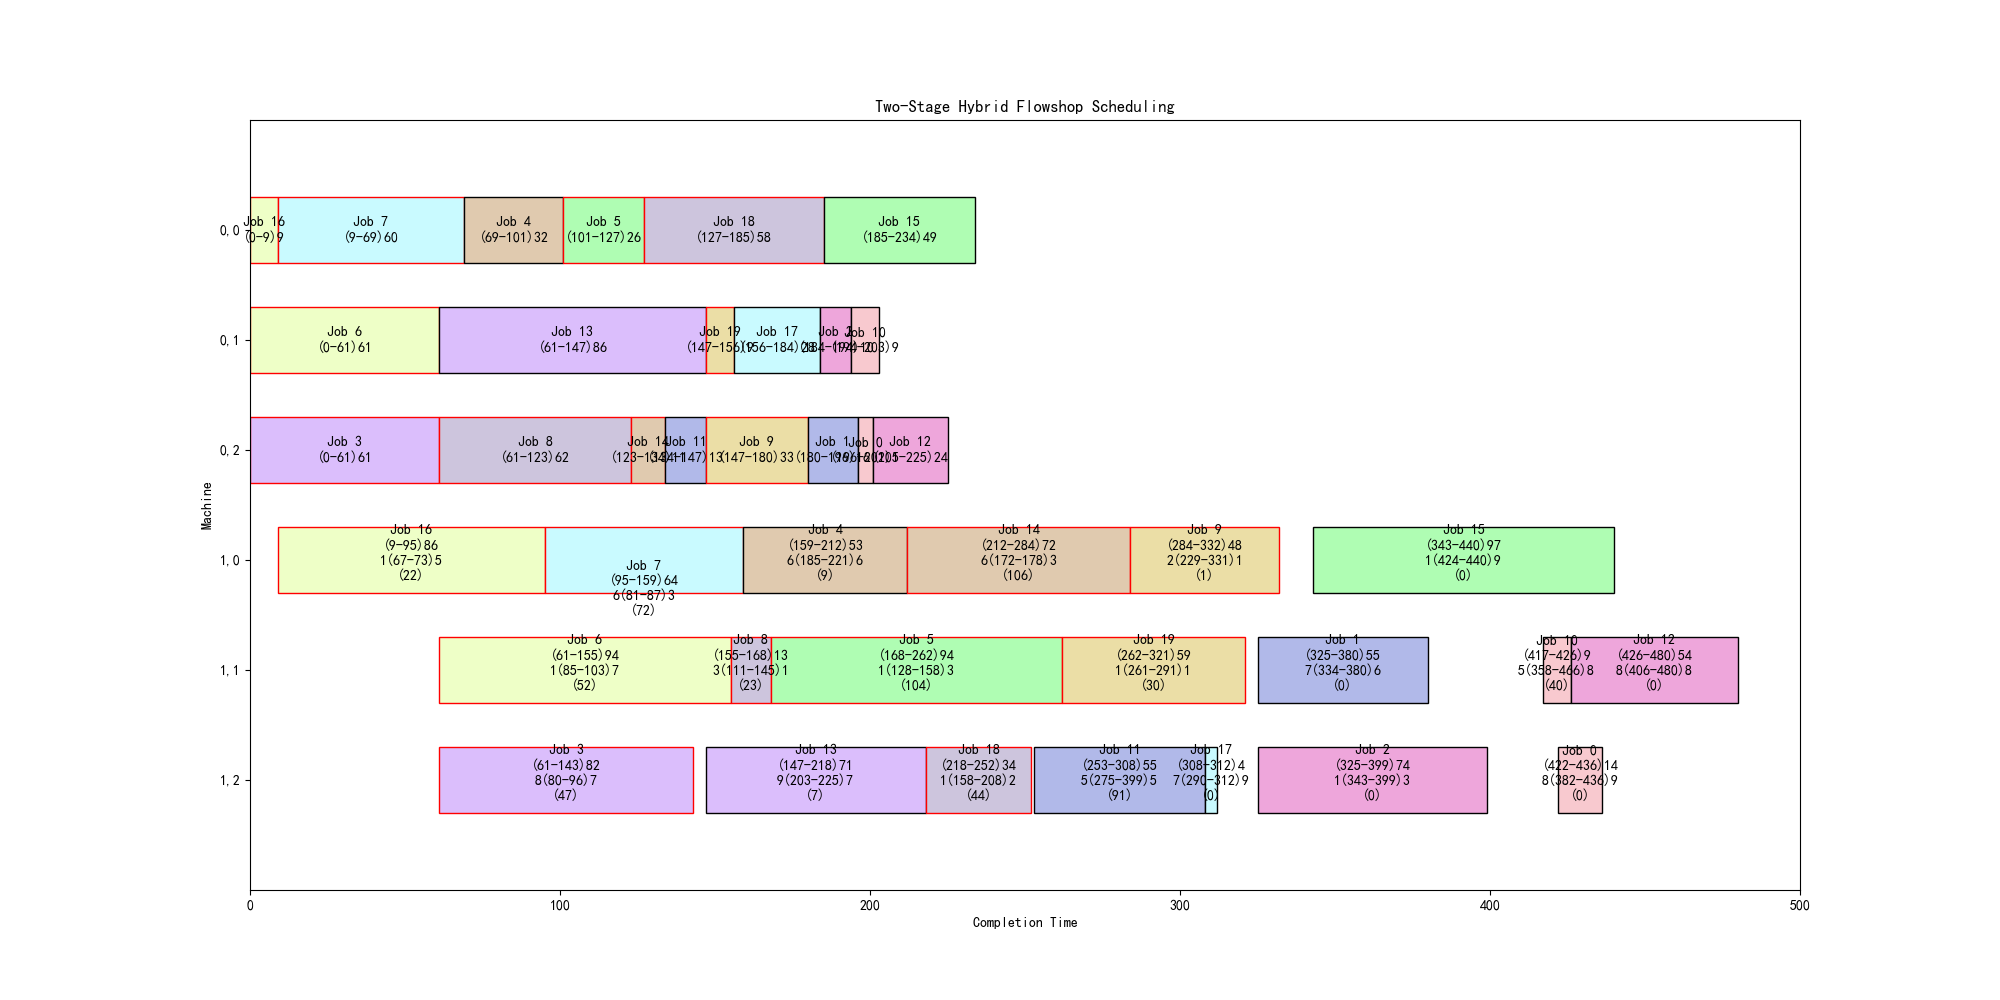 Two-Stage Hybrid Flowshop Scheduling
Machine
0,0
Job 16
(0-9)9
Job 7
(9-69)60
Job 4
(69-101)32
Job 5
(101-127)26
Job 18
(127-185)58
Job 15
(185-234)49
0,1
Job 6
(0-61)61
Job 13
(61-147)86
Job 19
(147-156)9
Job 17
(156-184)28
Job 2
(184-194)10
Job 10
(194-203)9
0,2
Job 3
(0-61)61
Job 8
(61-123)62
Job 14
(123-134)11
Job 11
(134-147)13
Job 9
(147-180)33
Job 1
(180-196)16
Job 0
(196-201)5
Job 12
(201-225)24
1,0
Job 16
(9-95)86
1(67-73)5
(22)
Job 7
(95-159)64
6(81-87)3
(72)
Job 4
(159-212)53
6(185-221)6
(9)
Job 14
(212-284)72
6(172-178)3
(106)
Job 9
(284-332)48
2(229-331)1
(1)
Job 15
(343-440)97
1(424-440)9
(0)
1,1
Job 6
(61-155)94
1(85-103)7
(52)
Job 8
(155-168)13
3(111-145)1
(23)
Job 5
(168-262)94
1(128-158)3
(104)
Job 19
(262-321)59
1(261-291)1
(30)
Job 1
(325-380)55
7(334-380)6
(0)
Job 10
(417-426)9
5(358-466)8
(40)
Job 12
(426-480)54
8(406-480)8
(0)
1,2
Job 3
(61-143)82
8(80-96)7
(47)
Job 13
(147-218)71
9(203-225)7
(7)
Job 18
(218-252)34
1(158-208)2
(44)
Job 11
(253-308)55
5(275-399)5
(91)
Job 17
(308-312)4
7(290-312)9
(0)
Job 2
(325-399)74
1(343-399)3
(0)
Job 0
(422-436)14
8(382-436)9
(0)
0
100
200
300
400
500
Completion Time